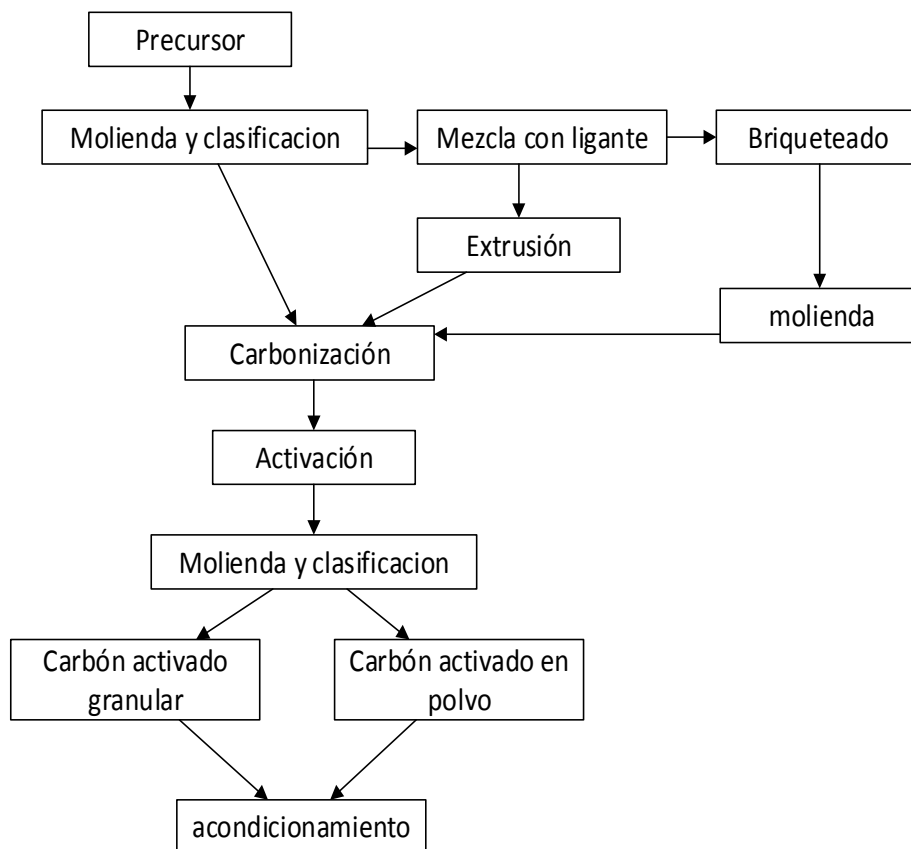 Precursor
Molienda y clasificacion
Mezcla con ligante
Briqueteado
Extrusión
molienda
Carbonización
Activación
Molienda y clasificacion
Carbón activado
granular
Carbón activado en
polvo
acondicionamiento